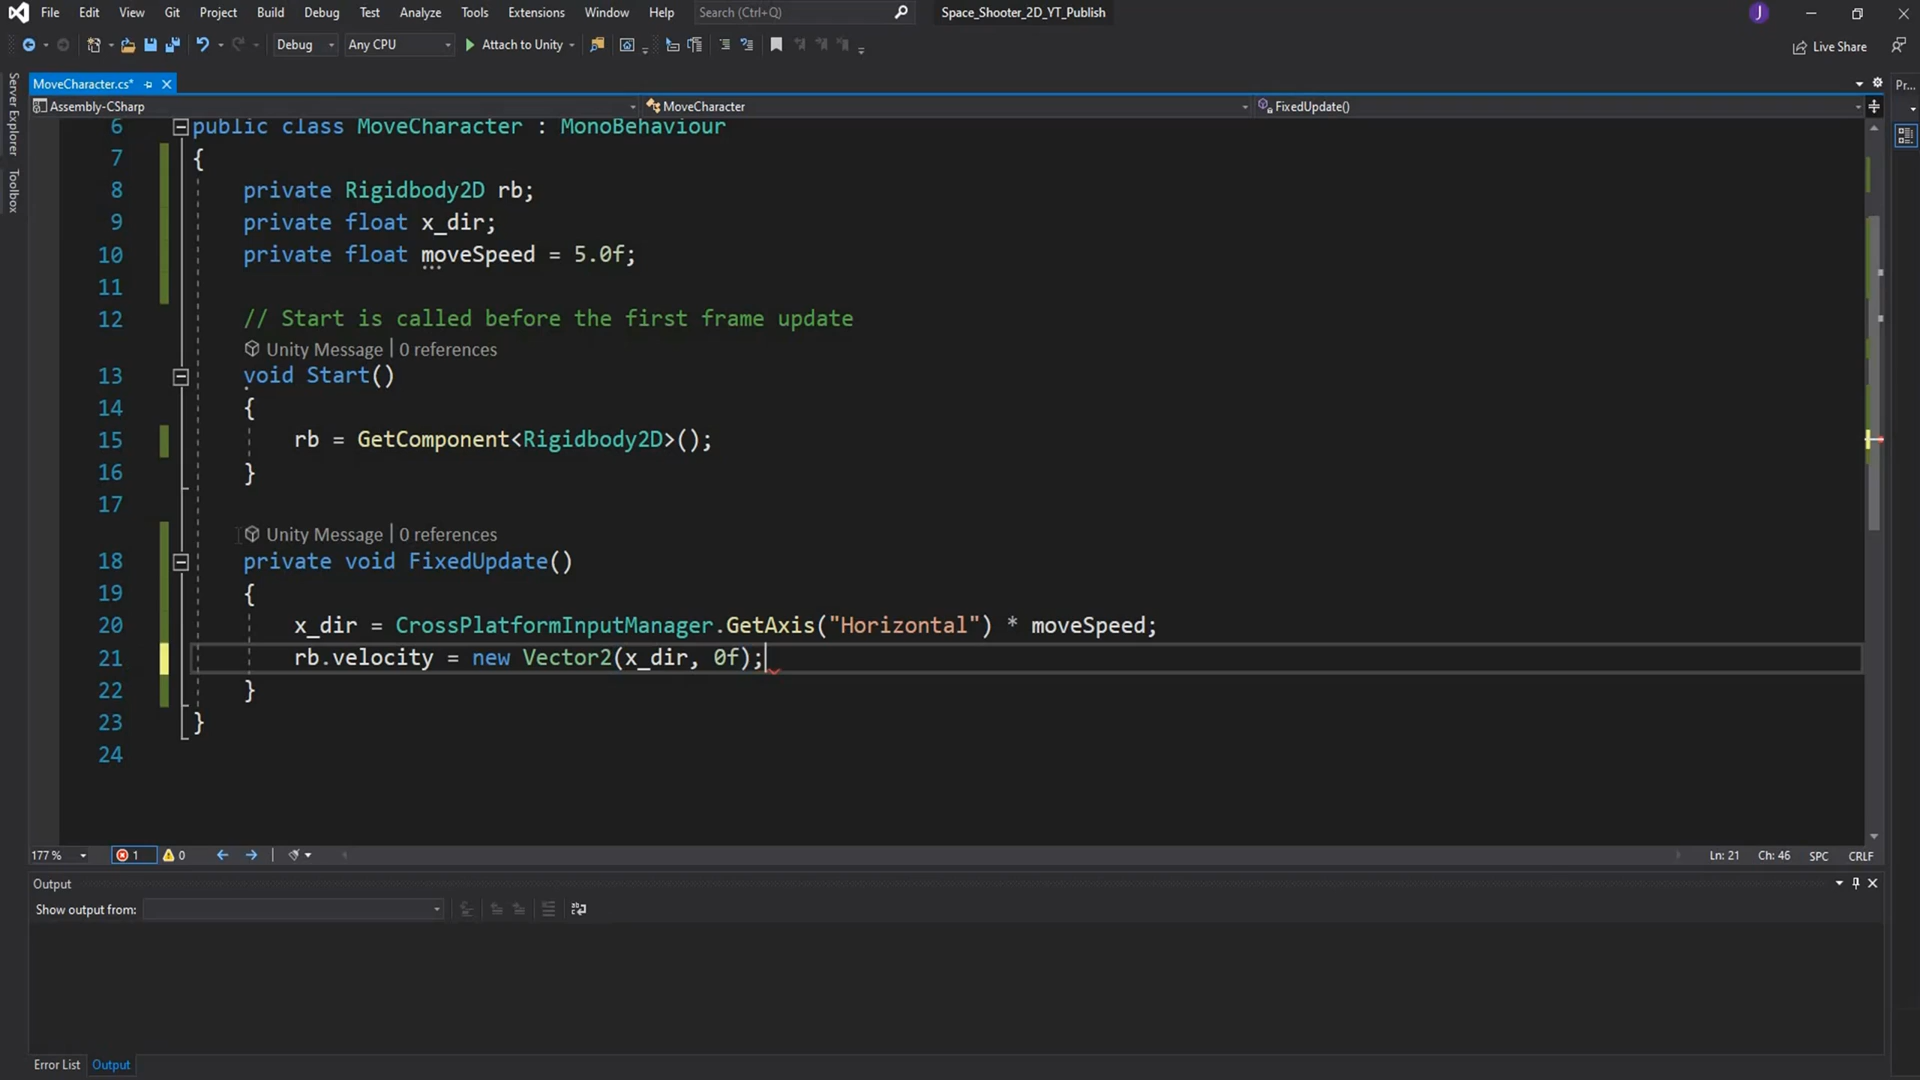 File Edit View Git Project Build Debug Test Analyze Tools Extensions Window Help Search (Ctrl+Q) Space_Shooter_2D_YT_Publish J
Debug Any CPU Attach to Unity Live Share
Server Explorer
Toolbox
MoveCharacter.cs* Pr...
Assembly-CSharp MoveCharacter FixedUpdate()
6 public class MoveCharacter : MonoBehaviour
7 {
8 private Rigidbody2D rb;
9 private float x_dir;
10 private float moveSpeed = 5.0f;
11
12 // Start is called before the first frame update
Unity Message | 0 references
13 void Start()
14 {
15 rb = GetComponent<Rigidbody2D>();
16 }
17
Unity Message | 0 references
18 private void FixedUpdate()
19 {
20 x_dir = CrossPlatformInputManager.GetAxis("Horizontal") * moveSpeed;
21 rb.velocity = new Vector2(x_dir, 0f);
22 }
23 }
24
177 % 1 0 Ln: 21 Ch: 46 SPC CRLF
Output
Show output from:
Error List Output